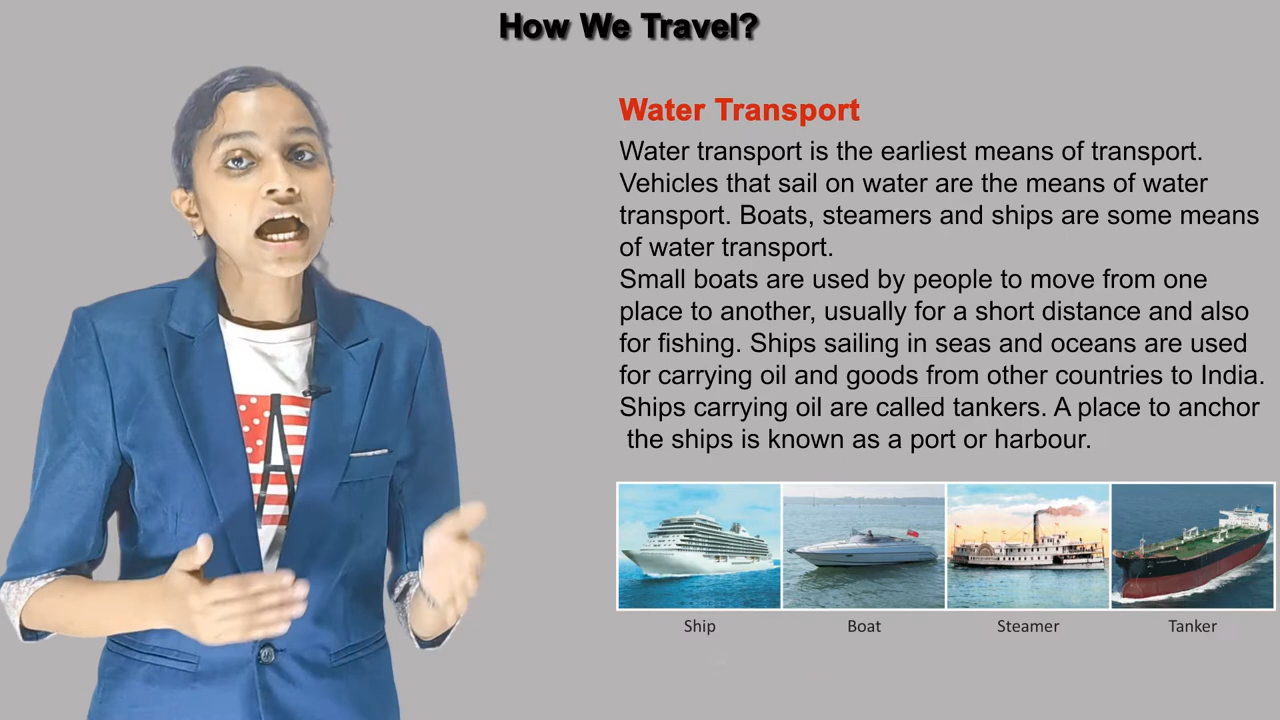 How We Travel?
Water Transport
Water transport is the earliest means of transport.
Vehicles that sail on water are the means of water
transport. Boats, steamers and ships are some means
of water transport.
Small boats are used by people to move from one
place to another, usually for a short distance and also
for fishing. Ships sailing in seas and oceans are used
for carrying oil and goods from other countries to India.
Ships carrying oil are called tankers. A place to anchor
the ships is known as a port or harbour.
Ship
Boat
Steamer
Tanker
A